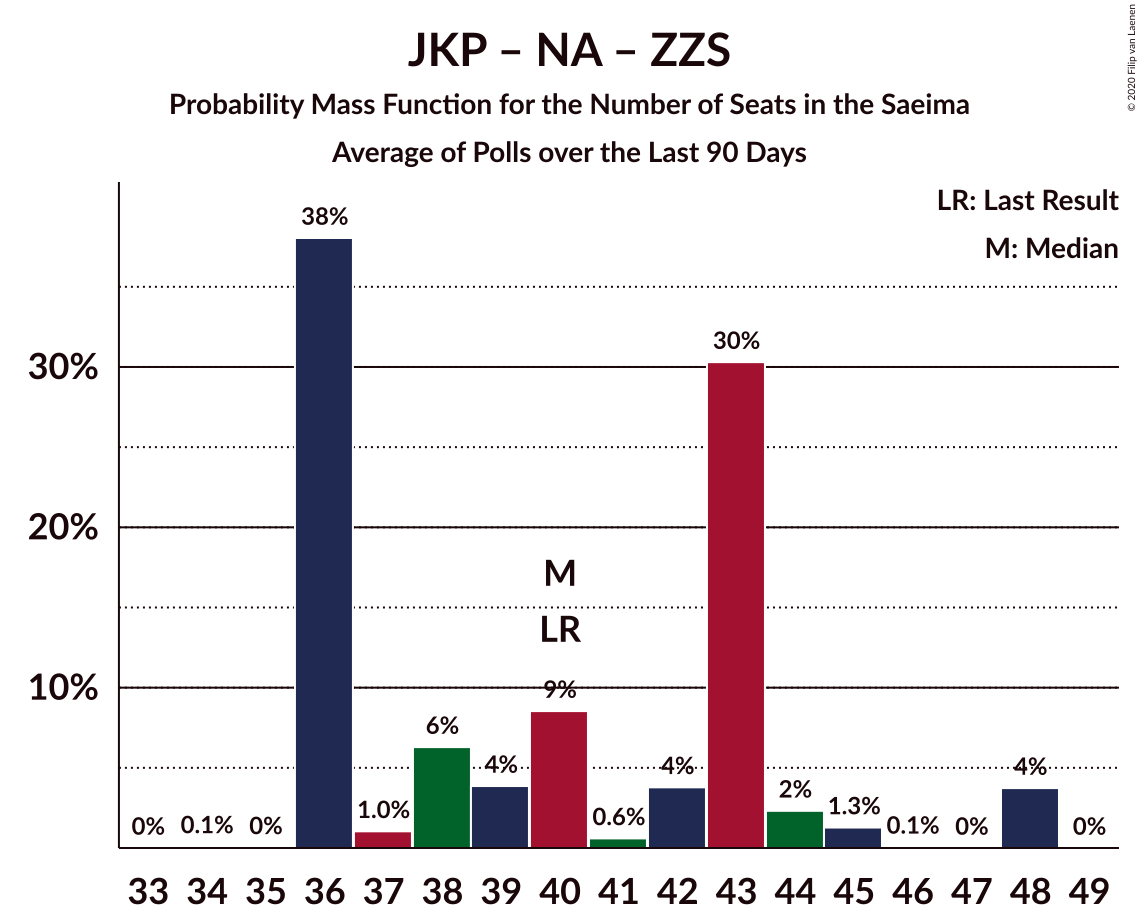 JKP – NA – ZZS
Probability Mass Function for the Number of Seats in the Saeima
Average of Polls over the Last 90 Days
© 2020 Filip van Laenen
LR: Last Result
M: Median
30%
20%
10%
0%
0.1%
0%
38%
1.0%
6%
4%
M
LR
9%
0.6%
4%
30%
2%
1.3%
0.1%
0%
4%
0%
33 34 35 36 37 38 39 40 41 42 43 44 45 46 47 48 49